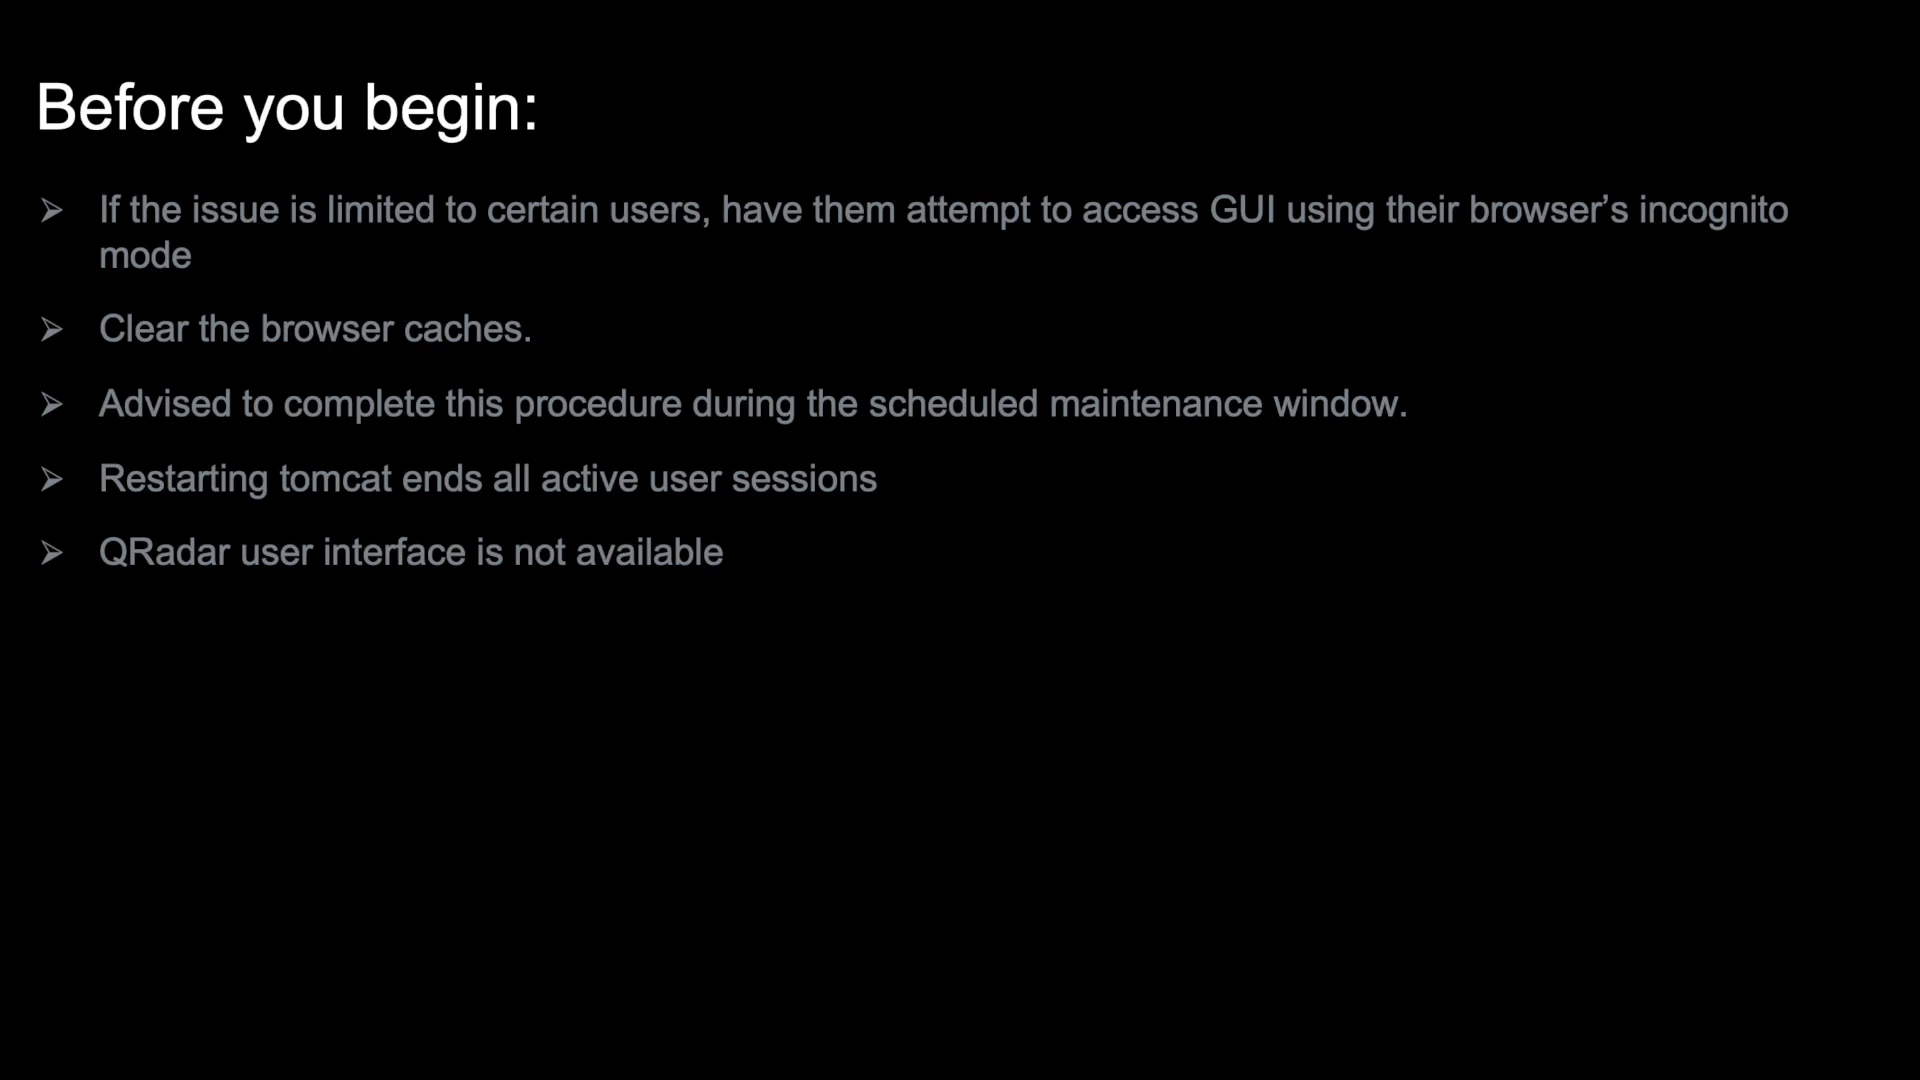 Before you begin:
➢ If the issue is limited to certain users, have them attempt to access GUI using their browser’s incognito
mode
➢ Clear the browser caches.
➢ Advised to complete this procedure during the scheduled maintenance window.
➢ Restarting tomcat ends all active user sessions
➢ QRadar user interface is not available